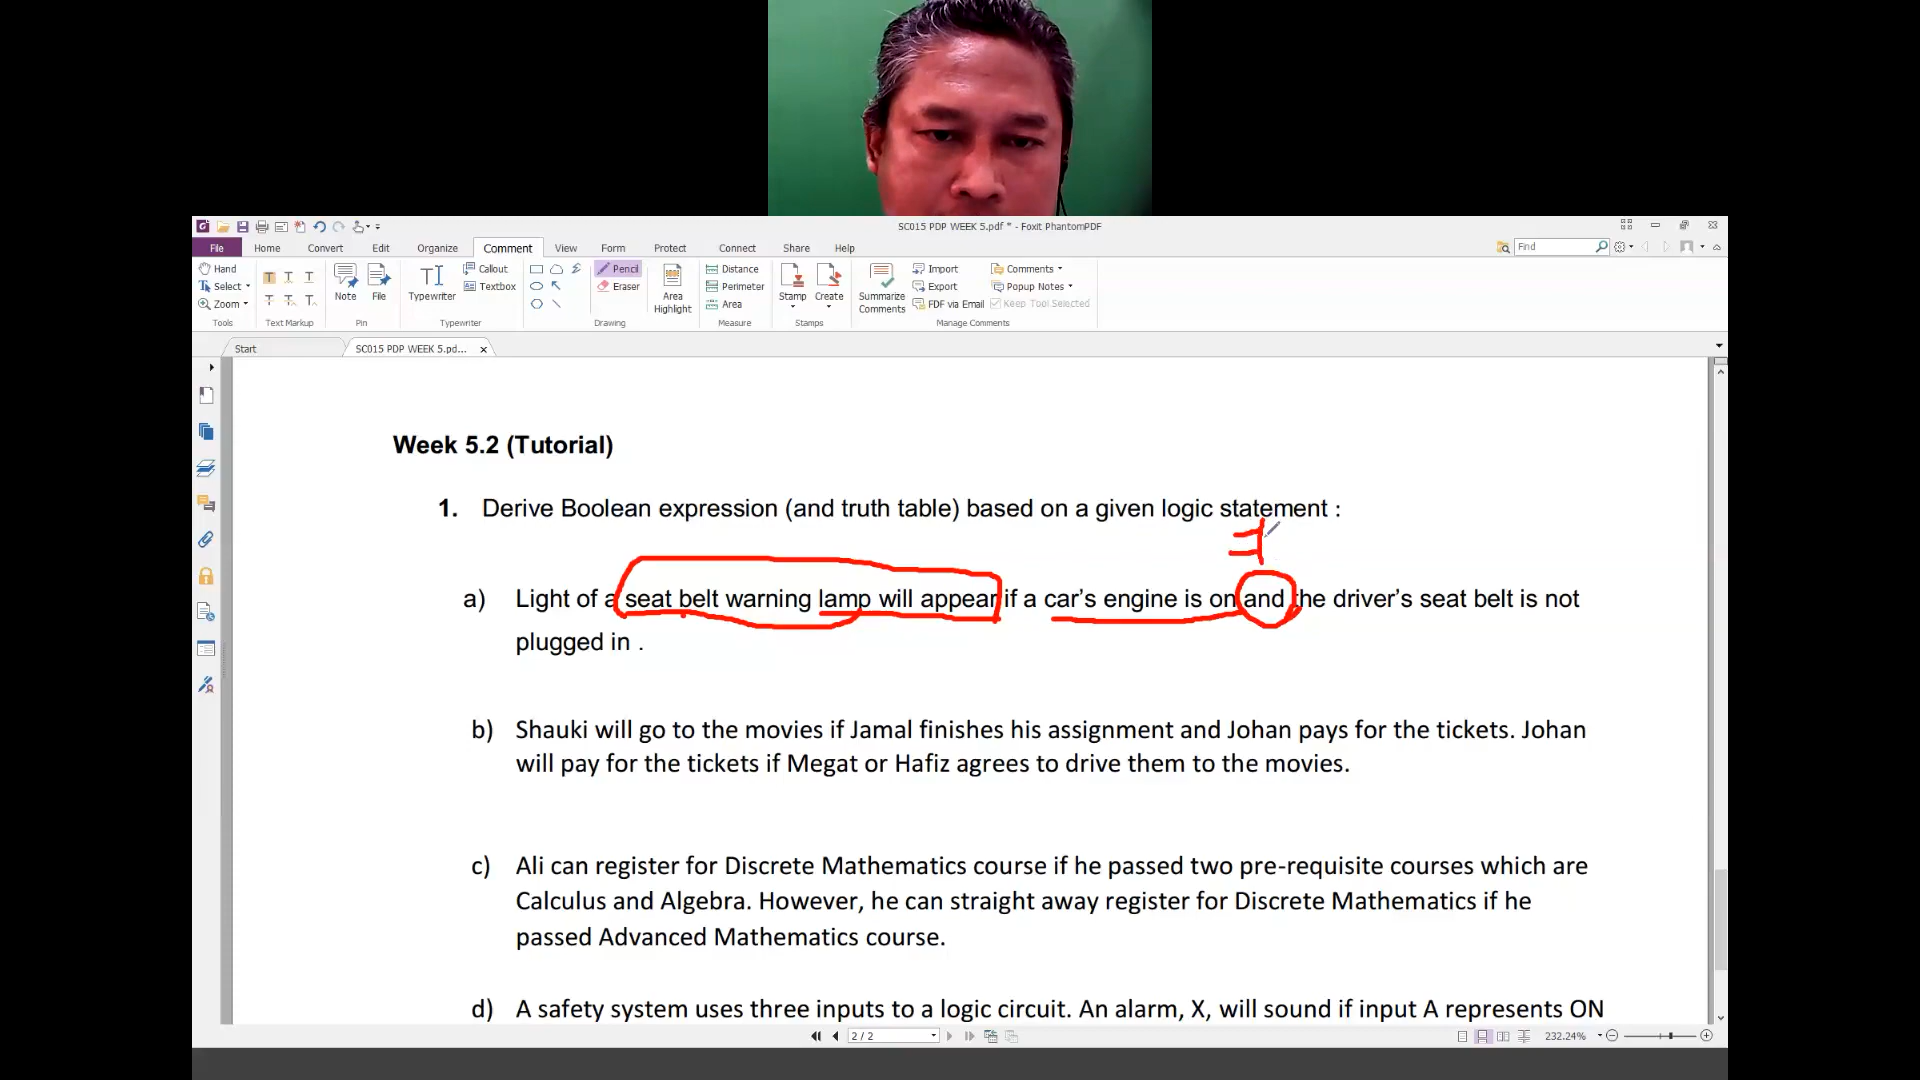 SC015 PDP WEEK 5.pdf * - Foxit PhantomPDF
File Home Convert Edit Organize Comment View Form Protect Connect Share Help Find
Hand
Select
Zoom
Tools
Text Markup
Note
File
Pin
Typewriter
Callout
Textbox
Typewriter
Pencil
Eraser
Drawing
Area Highlight
Distance
Perimeter
Area
Measure
Stamp
Create
Stamps
Summarize Comments
Import
Export
FDF via Email
Comments
Popup Notes
Keep Tool Selected
Manage Comments
Start SC015 PDP WEEK 5.pd...
Week 5.2 (Tutorial)
1. Derive Boolean expression (and truth table) based on a given logic statement :
a) Light of a seat belt warning lamp will appear if a car's engine is on and the driver's seat belt is not
plugged in .
b) Shauki will go to the movies if Jamal finishes his assignment and Johan pays for the tickets. Johan
will pay for the tickets if Megat or Hafiz agrees to drive them to the movies.
c) Ali can register for Discrete Mathematics course if he passed two pre-requisite courses which are
Calculus and Algebra. However, he can straight away register for Discrete Mathematics if he
passed Advanced Mathematics course.
d) A safety system uses three inputs to a logic circuit. An alarm, X, will sound if input A represents ON
2 / 2
232.24%